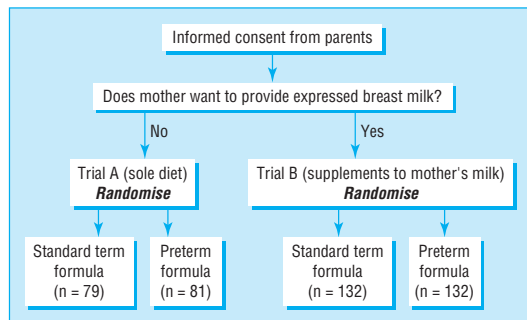 Informed consent from parents
Does mother want to provide expressed breast milk?
No
Yes
Trial A (sole diet)
Randomise
Trial B (supplements to mother's milk)
Randomise
Standard term
formula
(n = 79)
Preterm
formula
(n = 81)
Standard term
formula
(n = 132)
Preterm
formula
(n = 132)